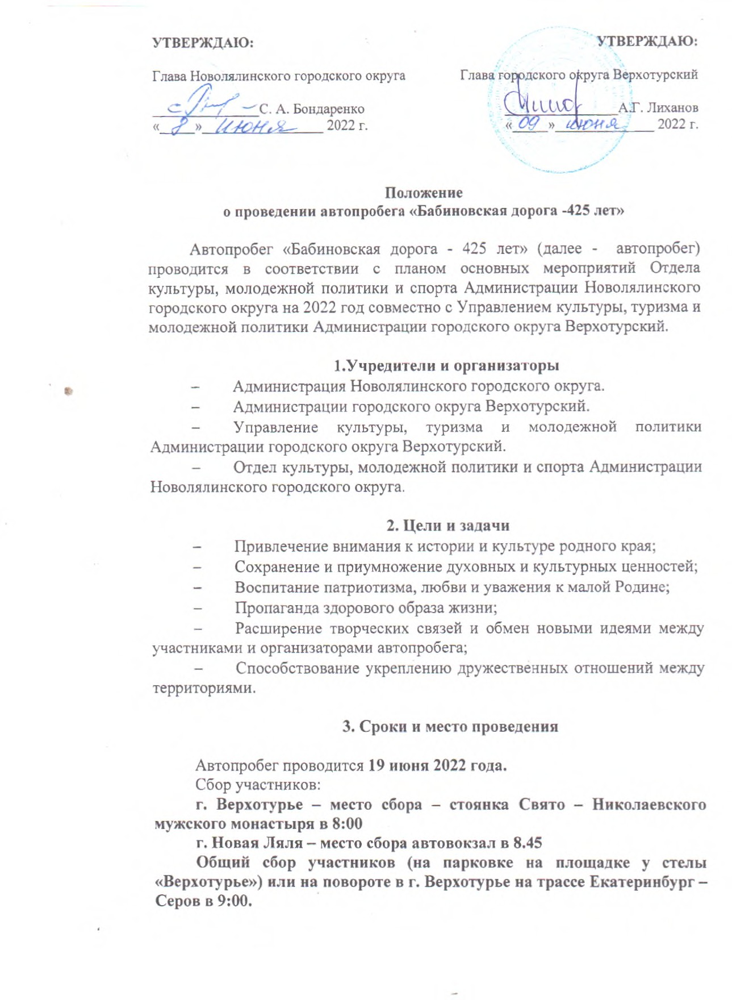 УТВЕРЖДАЮ:
УТВЕРЖДАЮ:
Глава Новолялинского городского округа
Глава городского округа Верхотурский
С. А. Бондаренко
А.Г. Лиханов
« 8 » июня 2022 г.
« 09 » июня 2022 г.
Положение
о проведении автопробега «Бабиновская дорога -425 лет»
Автопробег «Бабиновская дорога - 425 лет» (далее - автопробег)
проводится в соответствии с планом основных мероприятий Отдела
культуры, молодежной политики и спорта Администрации Новолялинского
городского округа на 2022 год совместно с Управлением культуры, туризма и
молодежной политики Администрации городского округа Верхотурский.
1.Учредители и организаторы
– Администрация Новолялинского городского округа.
– Администрации городского округа Верхотурский.
– Управление культуры, туризма и молодежной политики
Администрации городского округа Верхотурский.
– Отдел культуры, молодежной политики и спорта Администрации
Новолялинского городского округа.
2. Цели и задачи
– Привлечение внимания к истории и культуре родного края;
– Сохранение и приумножение духовных и культурных ценностей;
– Воспитание патриотизма, любви и уважения к малой Родине;
– Пропаганда здорового образа жизни;
– Расширение творческих связей и обмен новыми идеями между
участниками и организаторами автопробега;
– Способствование укреплению дружественных отношений между
территориями.
3. Сроки и место проведения
Автопробег проводится 19 июня 2022 года.
Сбор участников:
г. Верхотурье – место сбора – стоянка Свято – Николаевского
мужского монастыря в 8:00
г. Новая Ляля – место сбора автовокзал в 8.45
Общий сбор участников (на парковке на площадке у стелы
«Верхотурье») или на повороте в г. Верхотурье на трассе Екатеринбург –
Серов в 9:00.